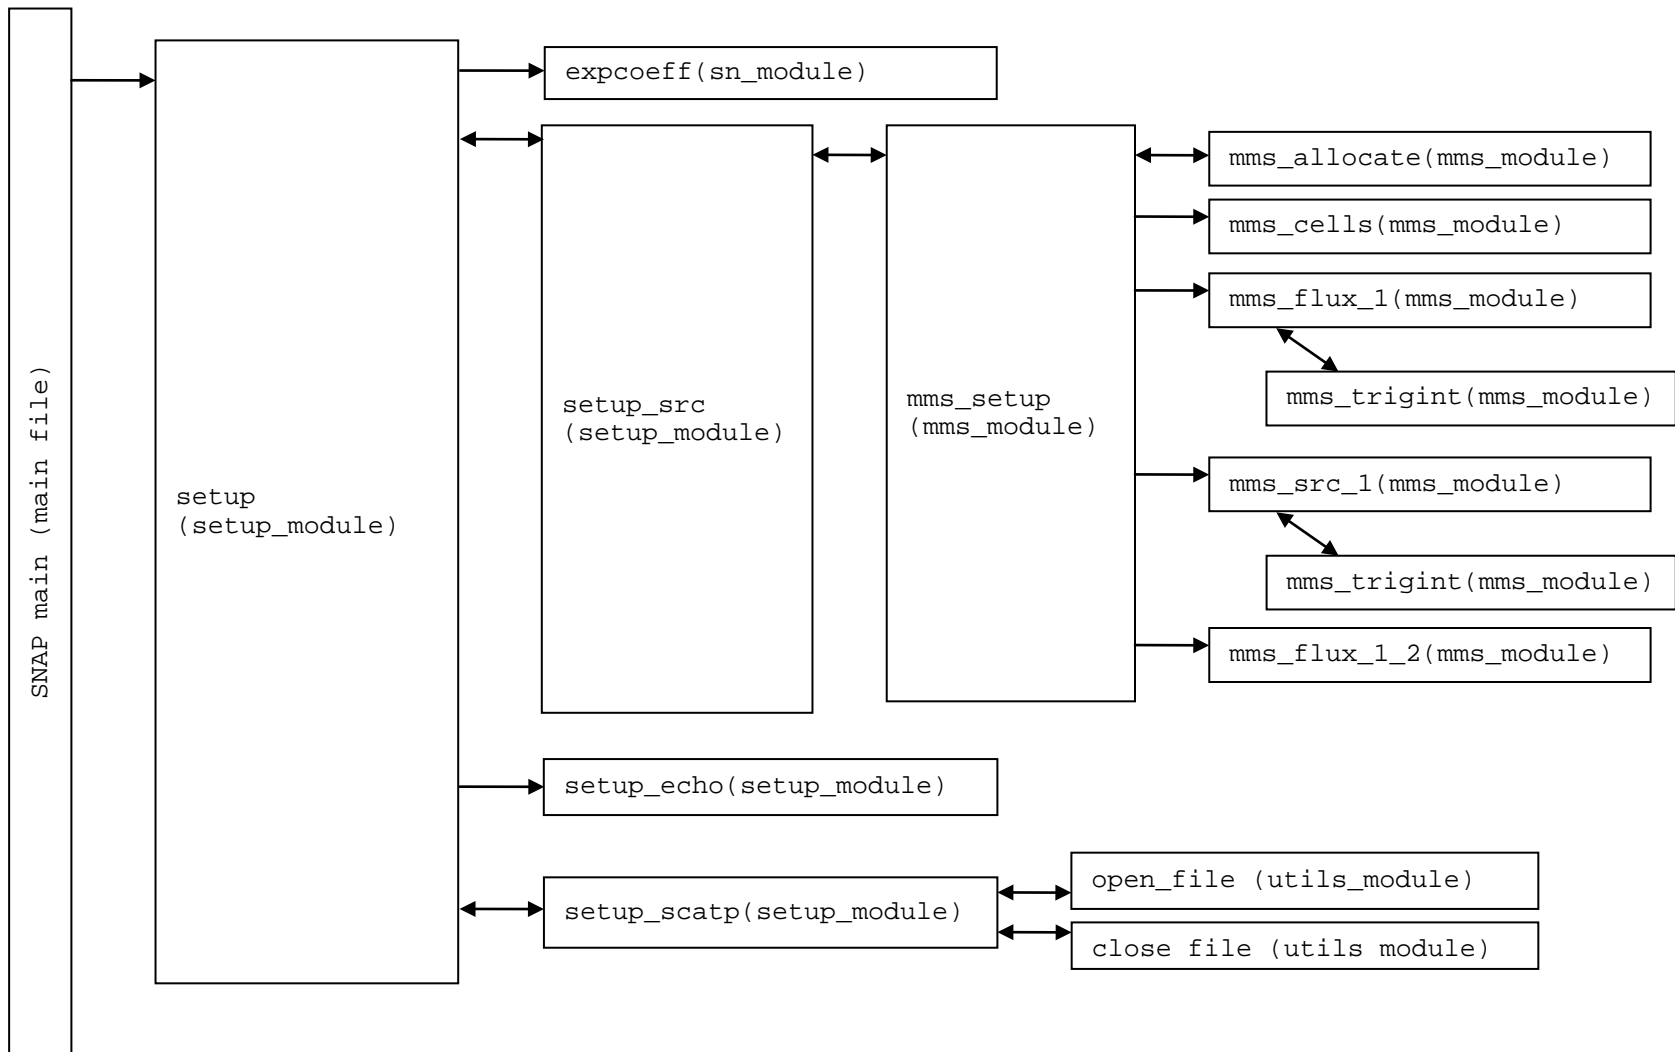 SNAP main (main file)
setup
(setup_module)
expcoeff(sn_module)
setup_src
(setup_module)
mms_setup
(mms_module)
mms_allocate(mms_module)
mms_cells(mms_module)
mms_flux_1(mms_module)
mms_trigint(mms_module)
mms_src_1(mms_module)
mms_trigint(mms_module)
mms_flux_1_2(mms_module)
setup_echo(setup_module)
setup_scatp(setup_module)
open_file (utils_module)
close file (utils module)